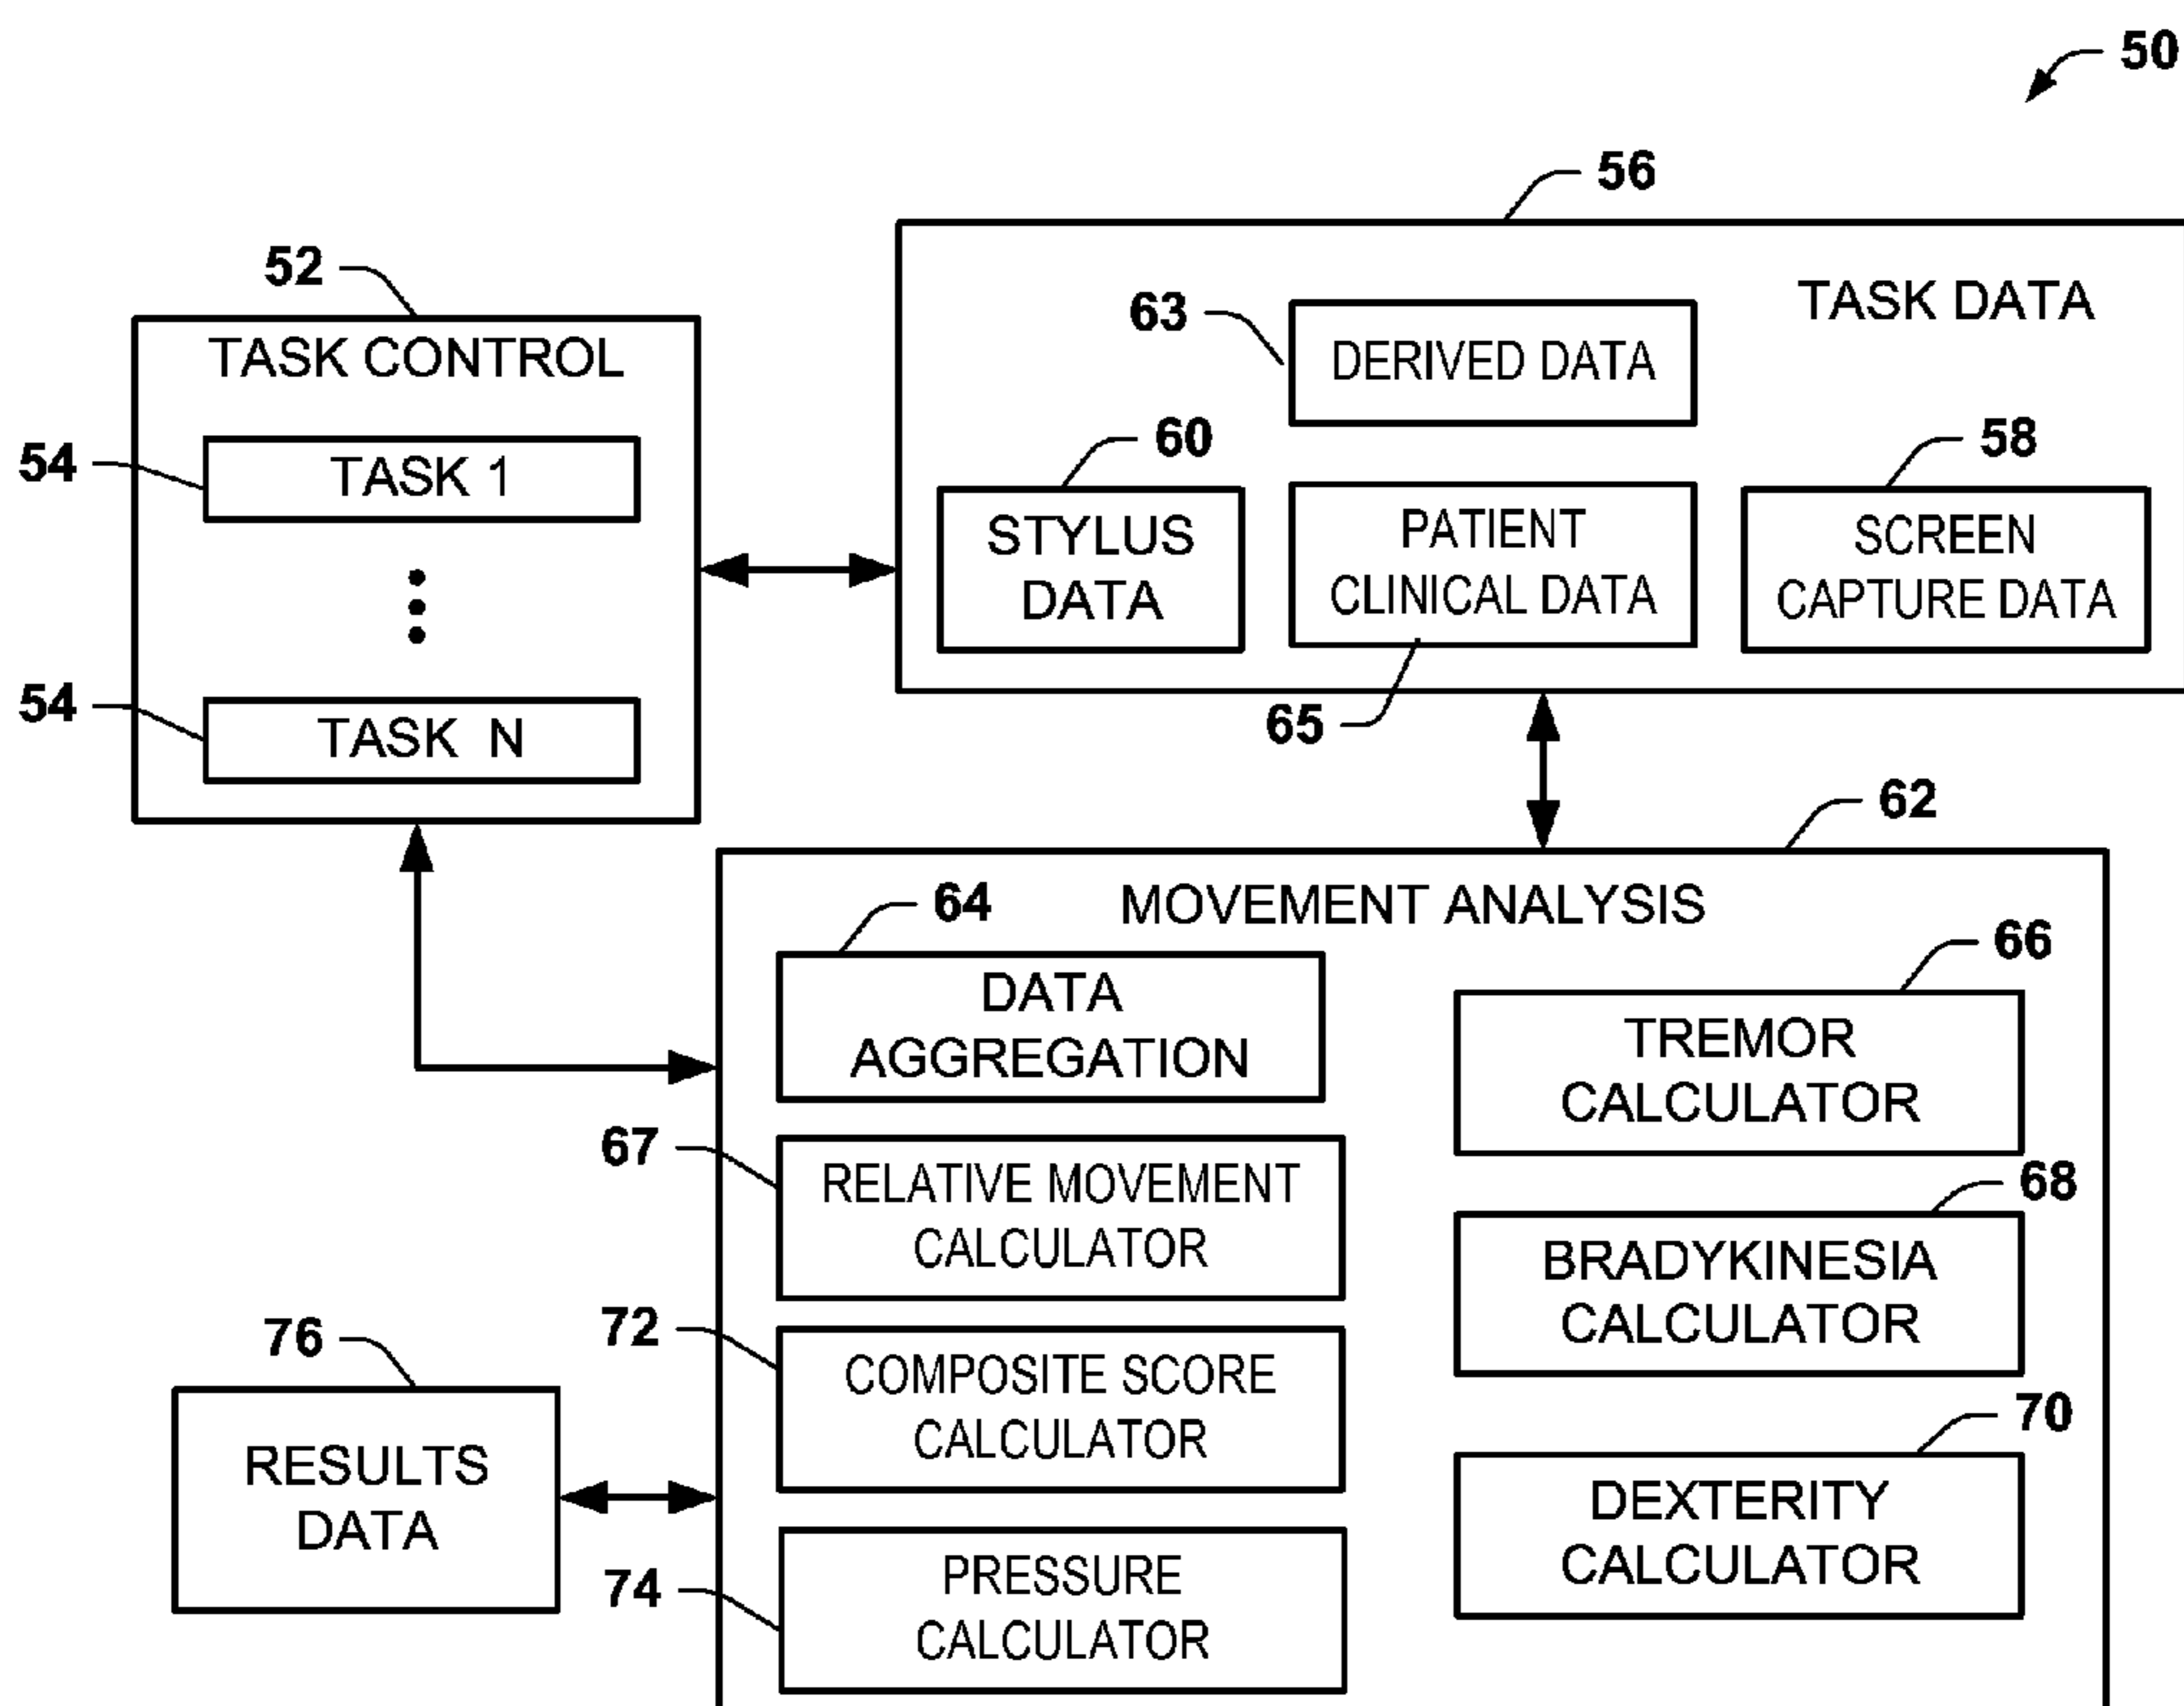 50
56
52
TASK DATA
63
DERIVED DATA
TASK CONTROL
54
TASK 1
60
58
STYLUS
DATA
PATIENT
CLINICAL DATA
SCREEN
CAPTURE DATA
54
TASK N
65
62
MOVEMENT ANALYSIS
64
DATA
AGGREGATION
66
TREMOR
CALCULATOR
67
RELATIVE MOVEMENT
CALCULATOR
68
BRADYKINESIA
CALCULATOR
72
COMPOSITE SCORE
CALCULATOR
70
DEXTERITY
CALCULATOR
76
RESULTS
DATA
74
PRESSURE
CALCULATOR